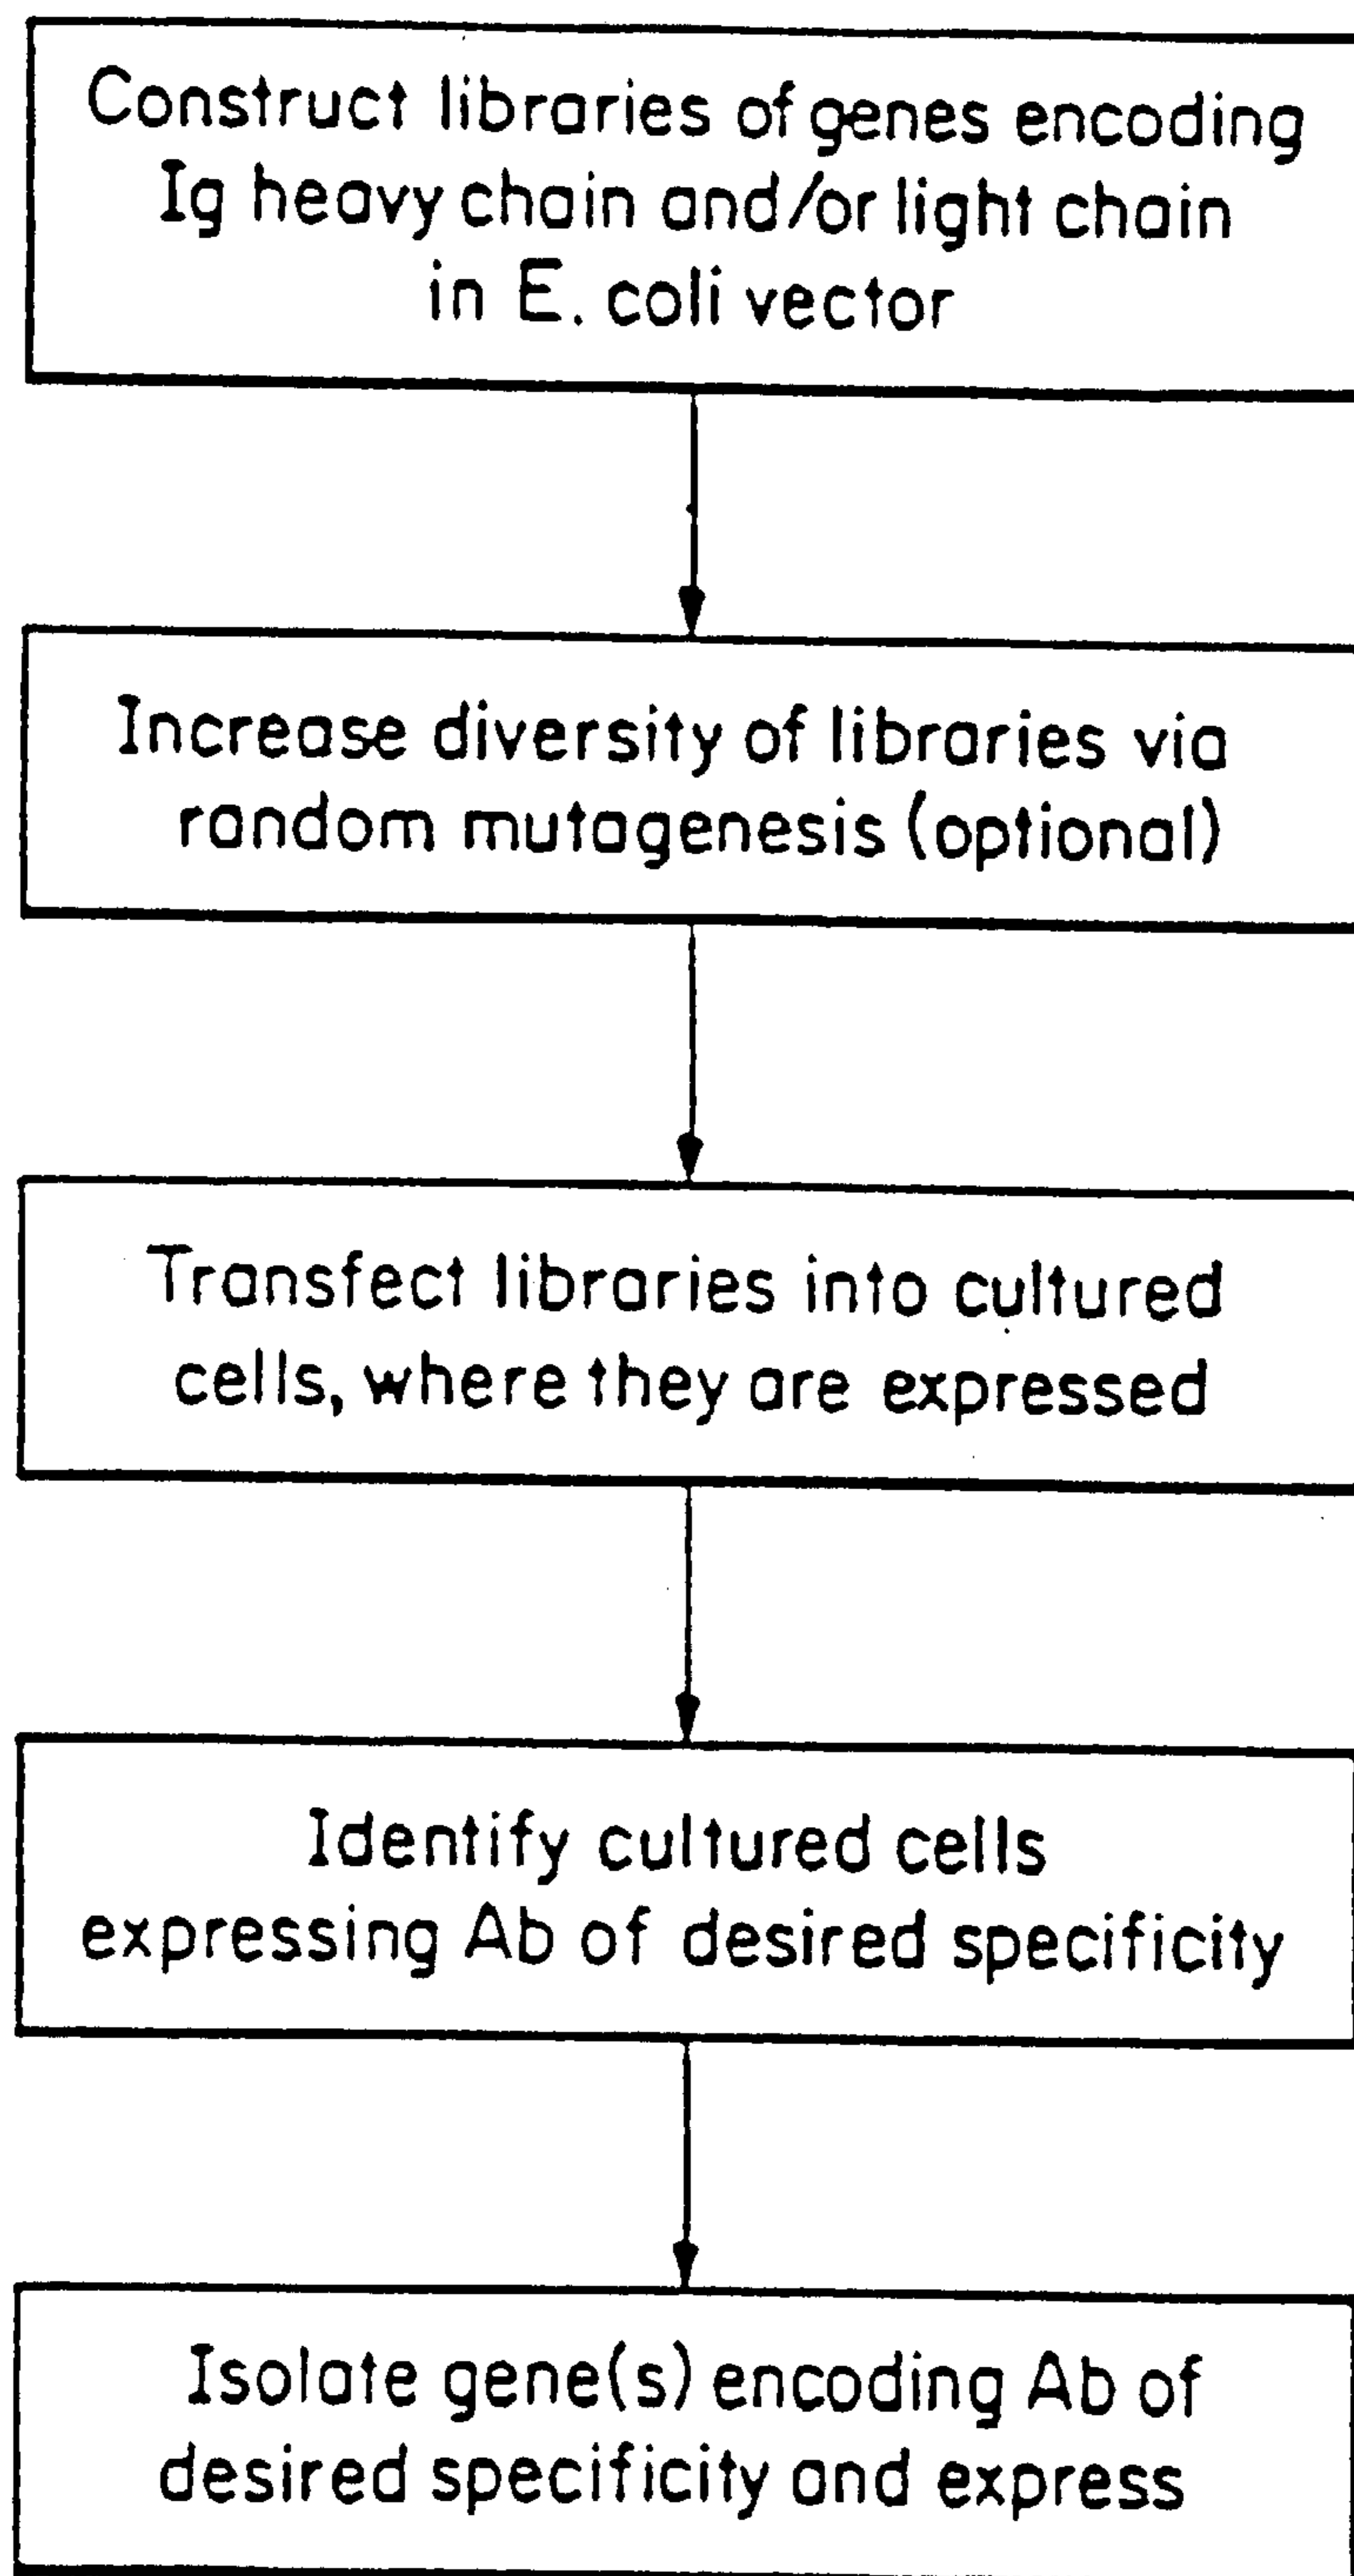 Construct libraries of genes encoding
Ig heavy chain and/or light chain
in E. coli vector
Increase diversity of libraries via
random mutagenesis (optional)
Transfect libraries into cultured
cells, where they are expressed
Identify cultured cells
expressing Ab of desired specificity
Isolate gene(s) encoding Ab of
desired specificity and express